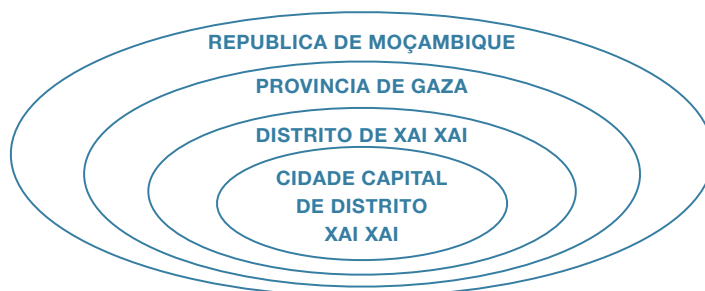 REPUBLICA DE MOÇAMBIQUE
PROVINCIA DE GAZA
DISTRITO DE XAI XAI
CIDADE CAPITAL
DE DISTRITO
XAI XAI